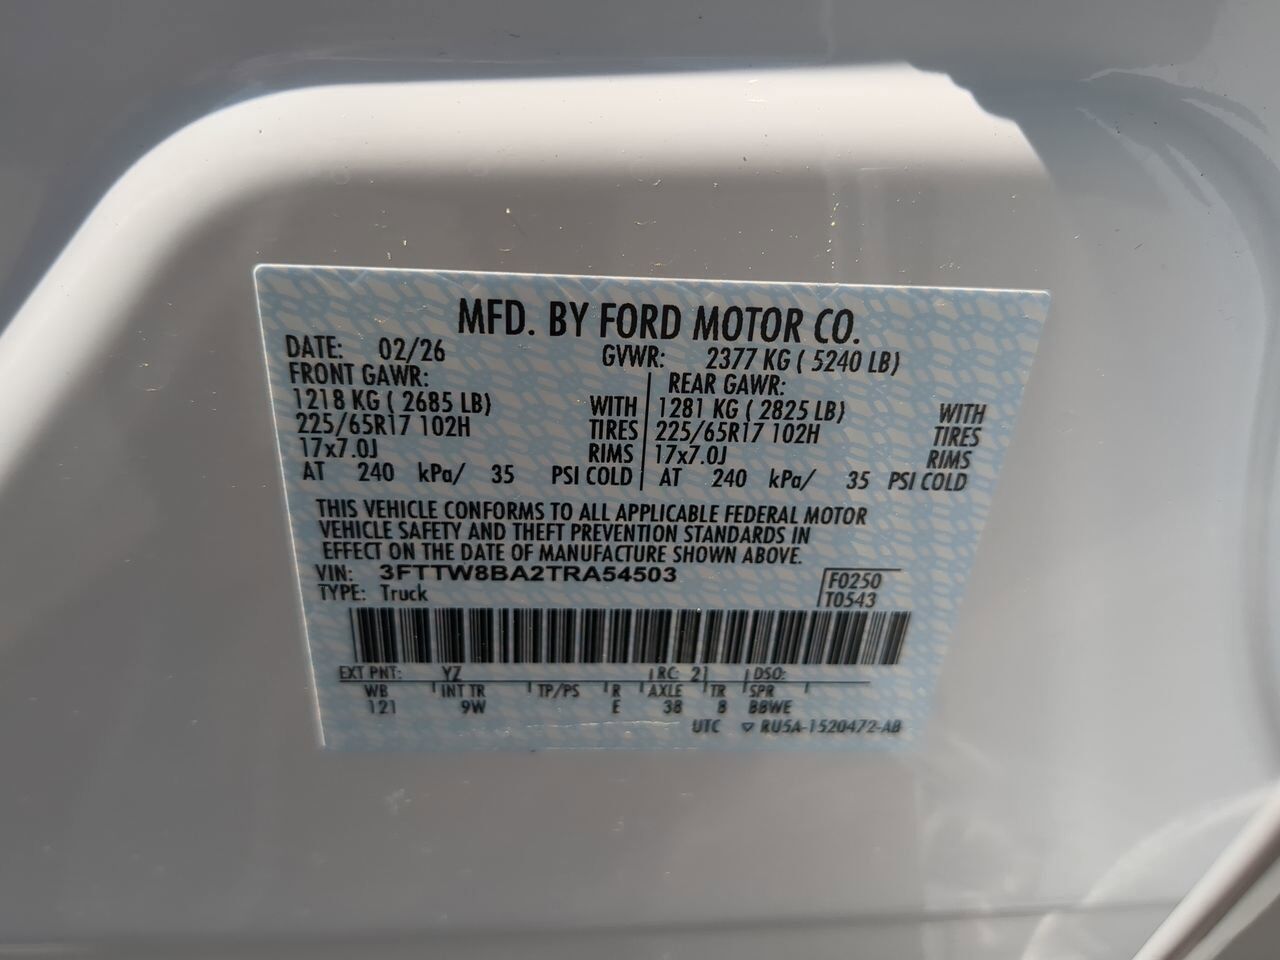 MFD. BY FORD MOTOR CO.
DATE: 02/26 GVWR: 2377 KG ( 5240 LB)
FRONT GAWR: REAR GAWR:
1218 KG ( 2685 LB) WITH 1281 KG ( 2825 LB) WITH
225/65R17 102H TIRES 225/65R17 102H TIRES
17x7.0J RIMS 17x7.0J RIMS
AT 240 kPa/ 35 PSI COLD AT 240 kPa/ 35 PSI COLD
THIS VEHICLE CONFORMS TO ALL APPLICABLE FEDERAL MOTOR
VEHICLE SAFETY AND THEFT PREVENTION STANDARDS IN
EFFECT ON THE DATE OF MANUFACTURE SHOWN ABOVE.
VIN: 3FTTW8BA2TRA54503 F0250
TYPE: Truck T0543
EXT PNT: YZ RC: 21 DSO:
WB INT TR TP/PS R AXLE TR SPR
121 9W E 38 8 BBWE
UTC ▽ RU5A-1520472-AB